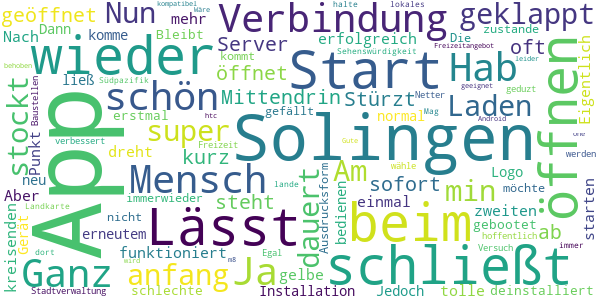 geöffnet
Nun
mehr
Verbindung
geklappt
kompatibel
Wäre
halte
lokales
Nach
Dann
komme
Bleibt
Server
erfolgreich
Die
zustande
behoben
Südpazifik
ließ
kommt
öffnet
Sehenswürdigkeit
Freizeitangebot
leider
oft
wieder
Start
Hab
Baustellen
schön
Mittendrin
Stürzt
Netter
geeignet
geduzt
Eigentlich
öffnen
stockt
Punkt
erstmal
gefällt
normal
Laden
Mag
Android
App
verbessert
dreht
htc
super
kurz
Solingen
One
neu
Freizeit
wähle
Gute
werden
Aber
immerwieder
Mensch
steht
Am
sofort
min
Logo
möchte
Landkarte
lande
Ausdrucksform
bedienen
einmal
zweiten
starten
kreisenden
Gerät
nicht
Lässt
dauert
beim
gebootet
ab
erneutem
funktioniert
hoffentlich
Versuch
immer
dort
wird
Egal
Ganz
anfang
Ja
gelbe
schließt
m8
Stadtverwaltung
schlechte
Installation
Jedoch
tolle
deinstalliert